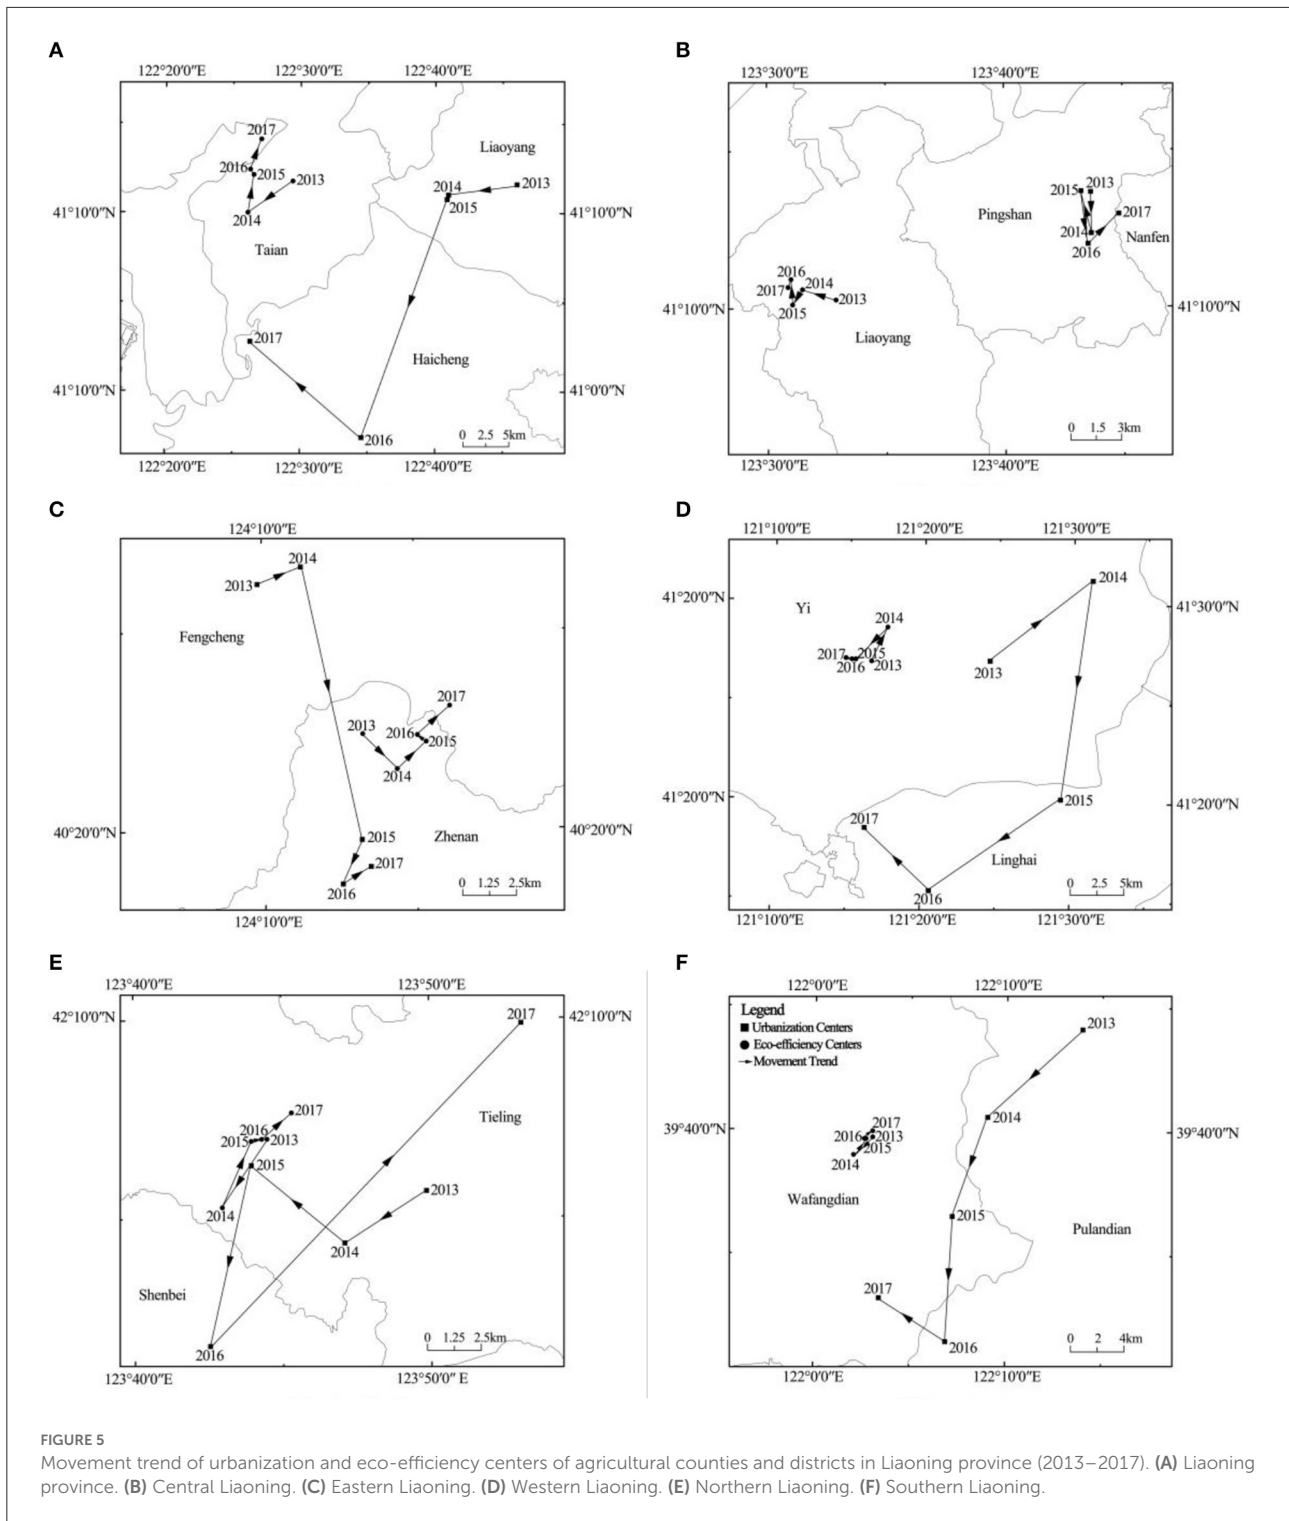 A
122°20′0″E 122°30′0″E 122°40′0″E
2017
2016 2015 2013
Liaoyang
2014 2013
2015
41°10′0″N 41°10′0″N
2014
Taian
2017
Haicheng
41°10′0″N 41°0′0″N
2016
0 2.5 5km
122°20′0″E 122°30′0″E 122°40′0″E
B
123°30′0″E 123°40′0″E
2015 2013
Pingshan 2017
2014 Nanfen
2016
2016
2017 2014
2013
2015
41°10′0″N 41°10′0″N
Liaoyang
0 1.5 3km
123°30′0″E 123°40′0″E
C
124°10′0″E
2014
2013
Fengcheng
2017
2013 2016
2015
2014
40°20′0″N 40°20′0″N
2015 Zhenan
2017
2016
0 1.25 2.5km
124°10′0″E
D
121°10′0″E 121°20′0″E 121°30′0″E
2014
41°20′0″N 41°30′0″N
Yi
2014
2017 2015
2016 2013
2013
41°20′0″N 41°20′0″N
2015
2017
Linghai
2016
0 2.5 5km
121°10′0″E 121°20′0″E 121°30′0″E
E
123°40′0″E 123°50′0″E
2017
42°10′0″N 42°10′0″N
2017
Tieling
2016
2015 2013
2015
2013
2014
2014
Shenbei
2016
0 1.25 2.5km
123°40′0″E 123°50′0″E
F
122°0′0″E 122°10′0″E
Legend
Urbanization Centers
Eco-efficiency Centers
Movement Trend
2013
2014
39°40′0″N 39°40′0″N
2017
2016 2013
2015
2014
Wafangdian
2015
Pulandian
2017
2016
0 2 4km
122°0′0″E 122°10′0″E
FIGURE 5
Movement trend of urbanization and eco-efficiency centers of agricultural counties and districts in Liaoning province (2013–2017). (A) Liaoning
province. (B) Central Liaoning. (C) Eastern Liaoning. (D) Western Liaoning. (E) Northern Liaoning. (F) Southern Liaoning.